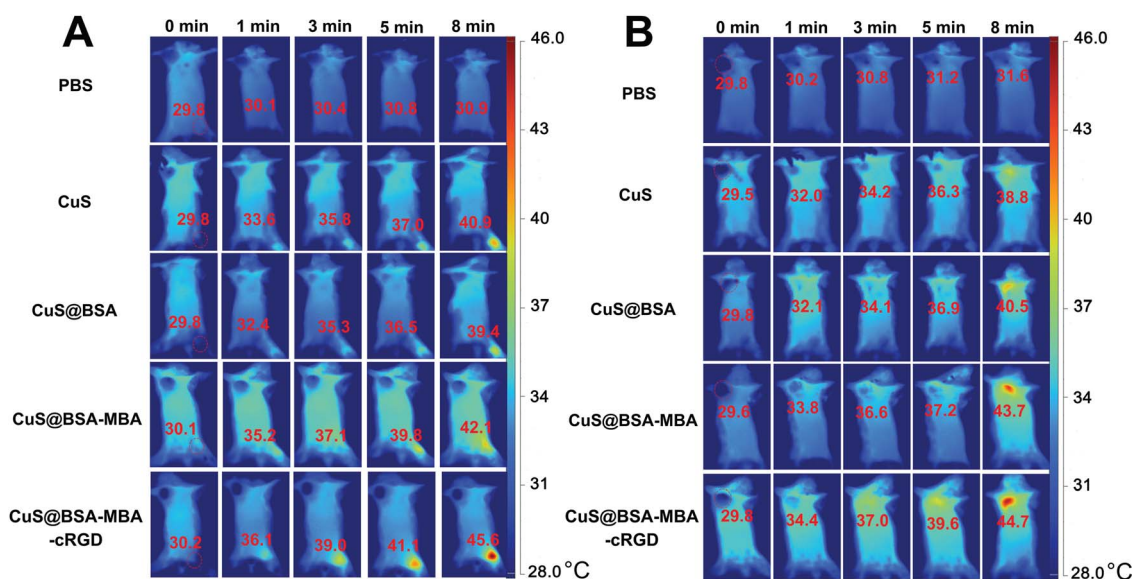 A
0 min 1 min 3 min 5 min 8 min
PBS
29.8 30.1 30.4 30.8 30.9
CuS
29.8 33.6 35.8 37.0 40.9
CuS@BSA
29.8 32.4 35.3 36.5 39.4
CuS@BSA-MBA
30.1 35.2 37.1 39.8 42.1
CuS@BSA-MBA
-cRGD
30.2 36.1 39.0 41.1 45.6
46.0
43
40
37
34
31
28.0 °C
B
0 min 1 min 3 min 5 min 8 min
PBS
29.8 30.2 30.8 31.2 31.6
CuS
29.5 32.0 34.2 36.3 38.8
CuS@BSA
29.8 32.1 34.1 36.9 40.5
CuS@BSA-MBA
29.6 33.8 36.6 37.2 43.7
CuS@BSA-MBA
-cRGD
29.8 34.4 37.0 39.6 44.7
46.0
43
40
37
34
31
28.0 °C